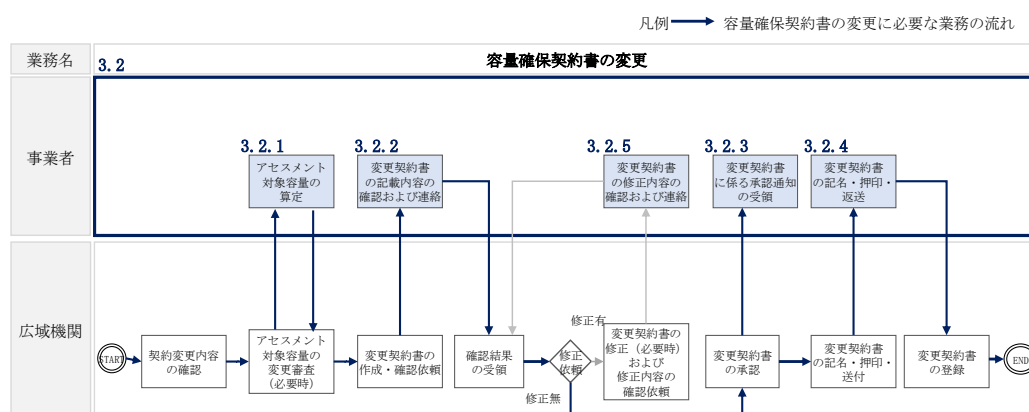 凡例 容量確保契約書の変更に必要な業務の流れ
業務名
3.2
容量確保契約書の変更
事業者
3.2.1
アセスメント
対象容量の
算定
3.2.2
変更契約書
の記載内容の
確認および連絡
3.2.5
変更契約書
の修正内容の
確認および連絡
3.2.3
変更契約書
に係る承認通知
の受領
3.2.4
変更契約書
の記名・押印・
返送
広域機関
START
契約変更内容
の確認
アセスメント
対象容量の
変更審査
(必要時)
変更契約書の
作成・確認依頼
確認結果
の受領
修正
依頼
修正有
修正無
変更契約書の
修正（必要時）
および
修正内容の
確認依頼
変更契約書
の承認
変更契約書
の記名・押印・
送付
変更契約書
の登録
END